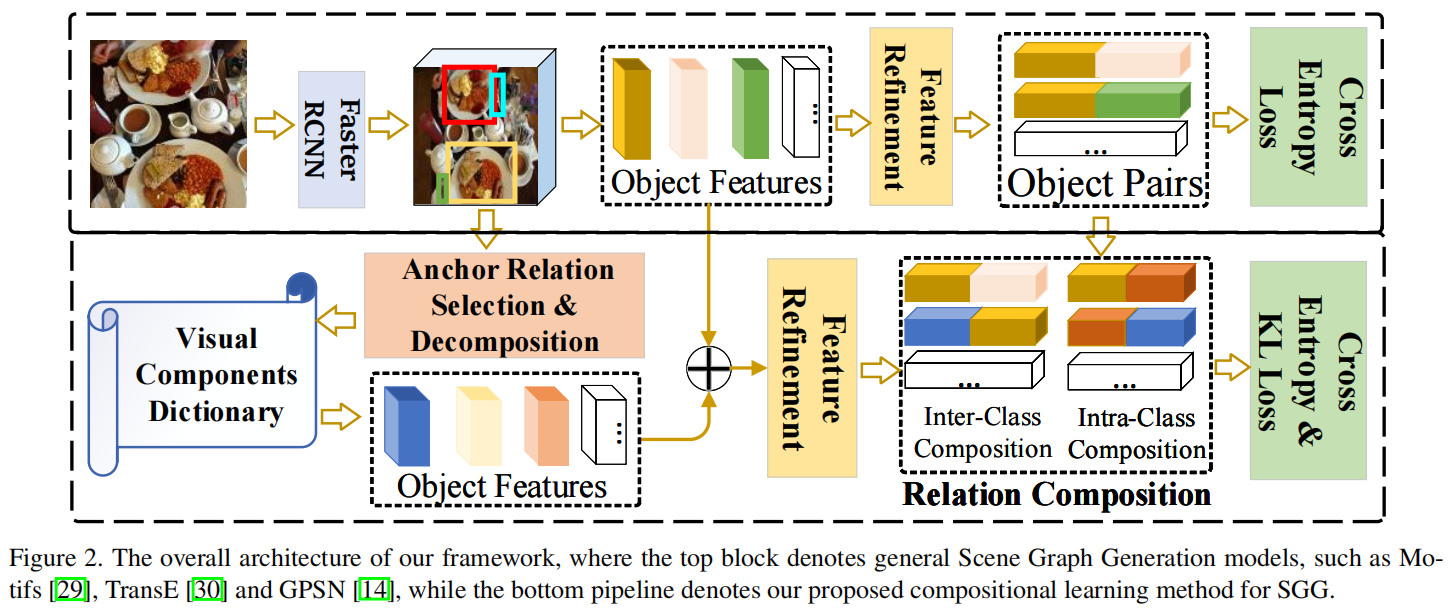 Faster
RCNN
Object Features
Feature
Refinement
...
Object Pairs
Cross
Entropy
Loss
Anchor Relation
Selection &
Decomposition
Visual
Components
Dictionary
...
Object Features
Feature
Refinement
...
...
Inter-Class
Composition
Intra-Class
Composition
Relation Composition
Cross
Entropy &
KL Loss
Figure 2. The overall architecture of our framework, where the top block denotes general Scene Graph Generation models, such as Mo-
tifs [29], TransE [30] and GPSN [14], while the bottom pipeline denotes our proposed compositional learning method for SGG.